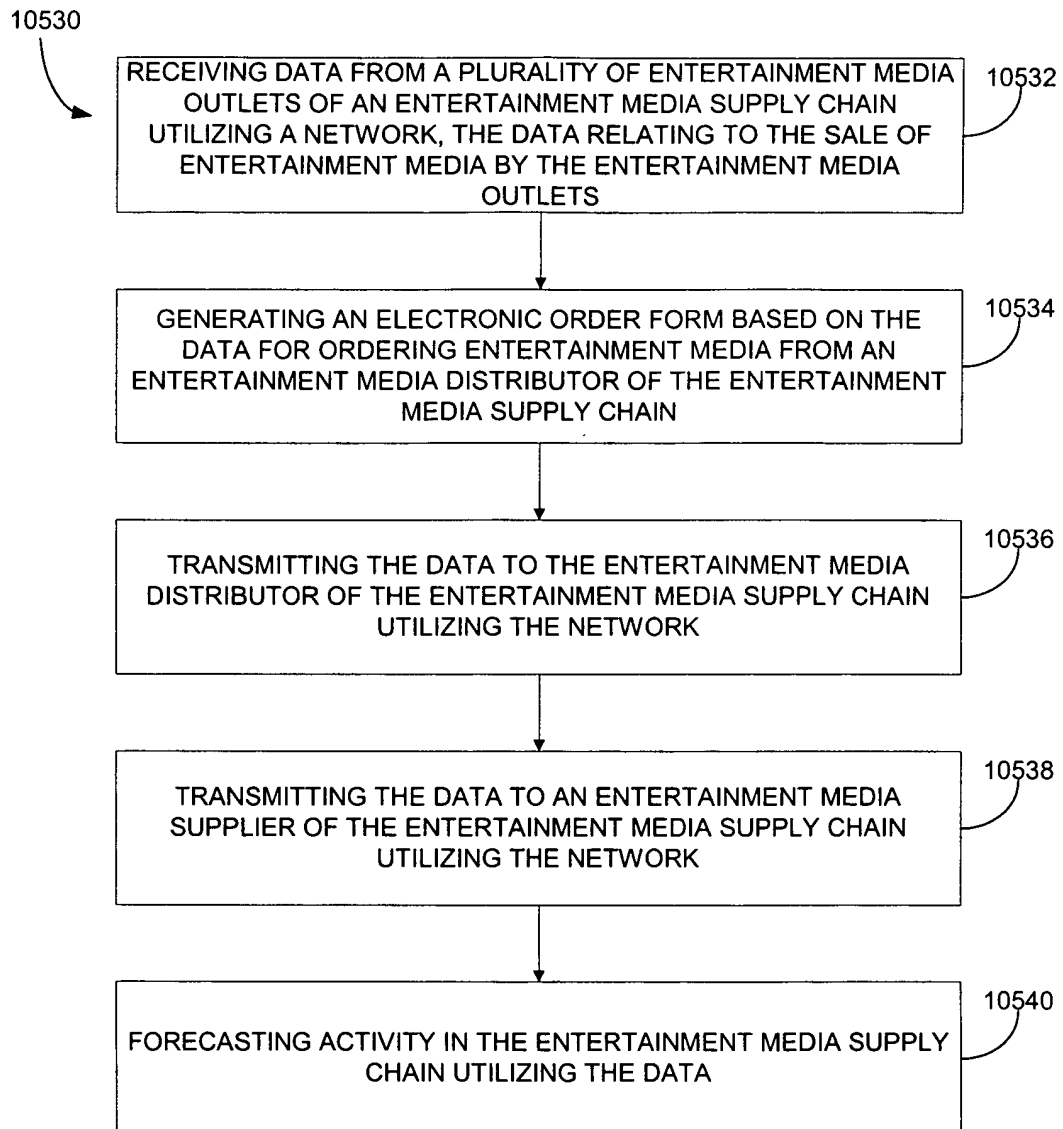 10530
RECEIVING DATA FROM A PLURALITY OF ENTERTAINMENT MEDIA
OUTLETS OF AN ENTERTAINMENT MEDIA SUPPLY CHAIN
UTILIZING A NETWORK, THE DATA RELATING TO THE SALE OF
ENTERTAINMENT MEDIA BY THE ENTERTAINMENT MEDIA
OUTLETS
10532
GENERATING AN ELECTRONIC ORDER FORM BASED ON THE
DATA FOR ORDERING ENTERTAINMENT MEDIA FROM AN
ENTERTAINMENT MEDIA DISTRIBUTOR OF THE ENTERTAINMENT
MEDIA SUPPLY CHAIN
10534
TRANSMITTING THE DATA TO THE ENTERTAINMENT MEDIA
DISTRIBUTOR OF THE ENTERTAINMENT MEDIA SUPPLY CHAIN
UTILIZING THE NETWORK
10536
TRANSMITTING THE DATA TO AN ENTERTAINMENT MEDIA
SUPPLIER OF THE ENTERTAINMENT MEDIA SUPPLY CHAIN
UTILIZING THE NETWORK
10538
FORECASTING ACTIVITY IN THE ENTERTAINMENT MEDIA SUPPLY
CHAIN UTILIZING THE DATA
10540